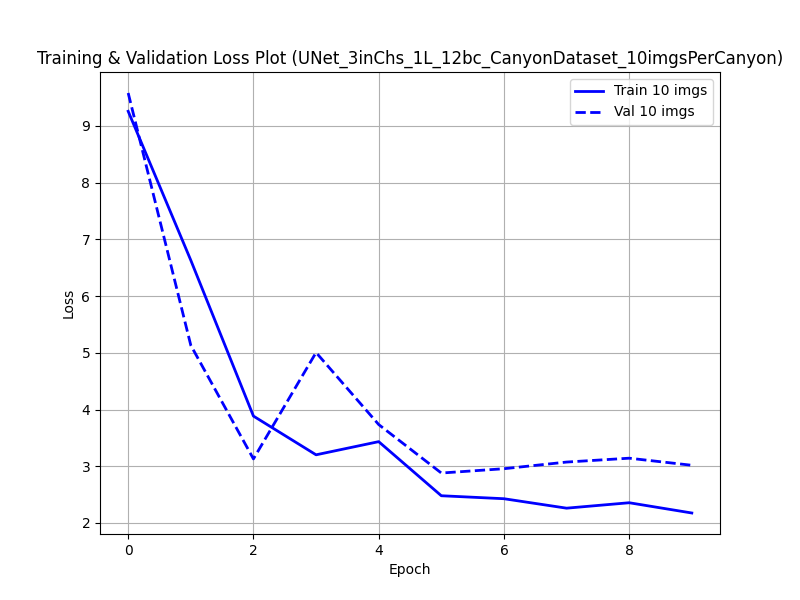 Training & Validation Loss Plot (UNet_3inChs_1L_12bc_CanyonDataset_10imgsPerCanyon)
Train 10 imgs
Val 10 imgs
9
8
7
6
5
4
3
2
Loss
0 2 4 6 8
Epoch